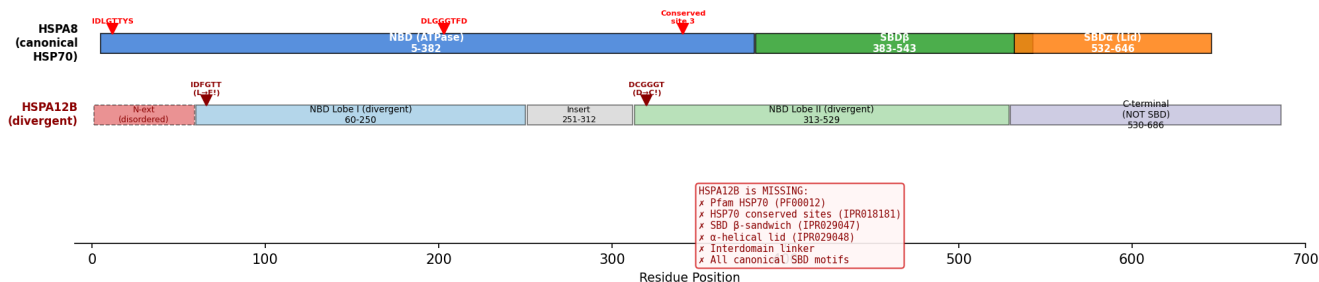 IDLGTTYS
DLGGGTFD
Conserved
site 3
HSPA8
(canonical
HSP70)
NBD (ATPase)
5-382
SBDβ
383-543
SBDα (Lid)
532-646
IDFGTT
(L→F!)
DCGGGT
(D→C!)
HSPA12B
(divergent)
N-ext
(disordered)
NBD Lobe I (divergent)
60-250
Insert
251-312
NBD Lobe II (divergent)
313-529
C-terminal
(NOT SBD)
530-686
HSPA12B is MISSING:
✗ Pfam HSP70 (PF00012)
✗ HSP70 conserved sites (IPR018181)
✗ SBD β-sandwich (IPR029047)
✗ α-helical lid (IPR029048)
✗ Interdomain linker
✗ All canonical SBD motifs
0 100 200 300 500 600 700
Residue Position